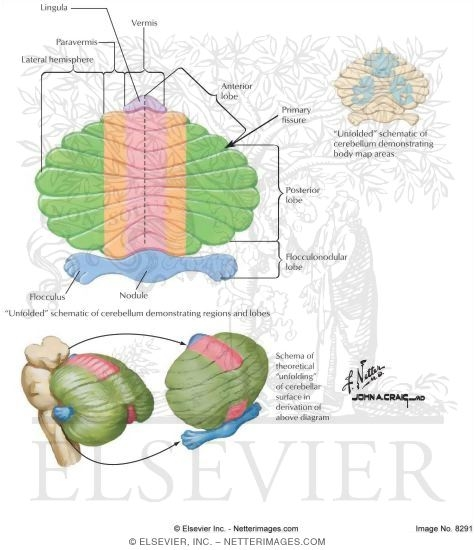 Lingula
Vermis
Paravermis
Lateral hemisphere
Anterior
lobe
Primary
fissure
"Unfolded" schematic of
cerebellum demonstrating
body map areas
Posterior
lobe
Flocculonodular
lobe
Flocculus
Nodule
"Unfolded" schematic of cerebellum demonstrating regions and lobes
Schema of
theoretical
"unfolding"
of cerebellar
surface in
derivation of
above diagram
F. Netter M.D.
JOHN A. CRAIG_AD
ELSEVIER
© Elsevier Inc. - Netterimages.com
Image No. 8291
© ELSEVIER, INC. – NETTERIMAGES.COM